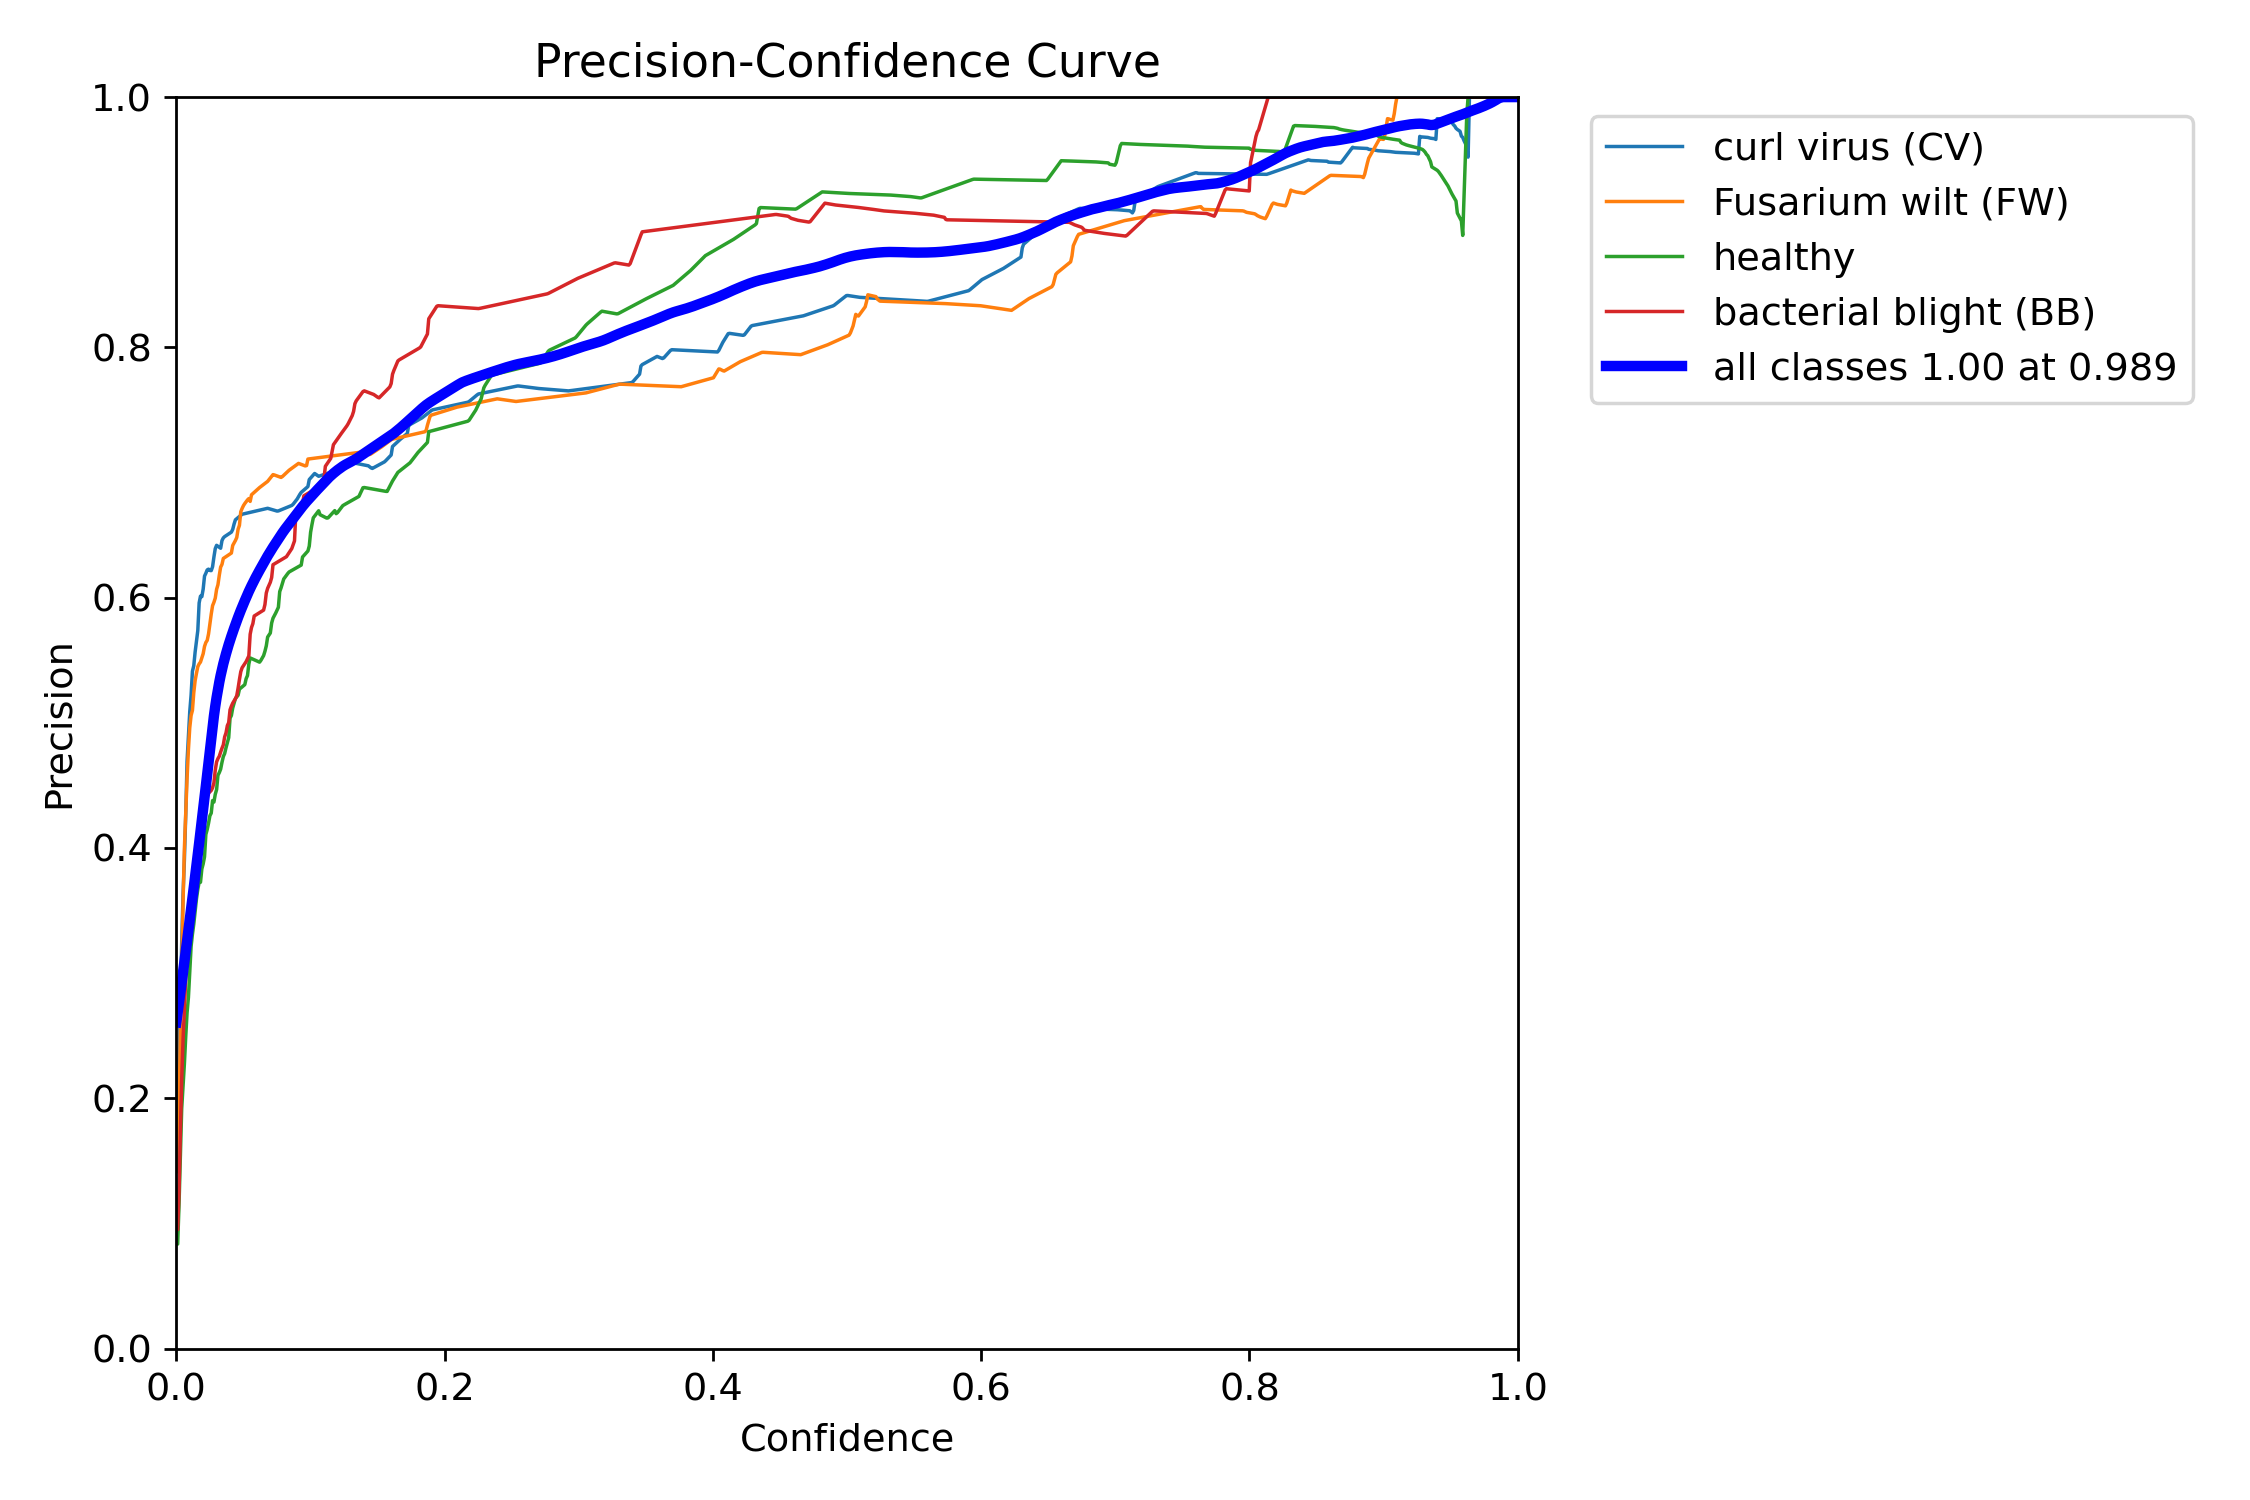 Precision-Confidence Curve
1.0
0.8
0.6
0.4
0.2
0.0
Precision
0.0 0.2 0.4 0.6 0.8 1.0
Confidence
curl virus (CV)
Fusarium wilt (FW)
healthy
bacterial blight (BB)
all classes 1.00 at 0.989